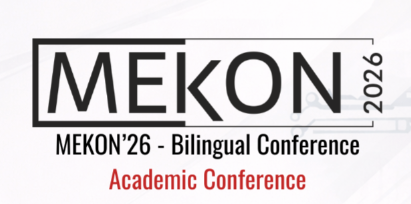 MEKON 2026
MEKON’26 - Bilingual Conference
Academic Conference